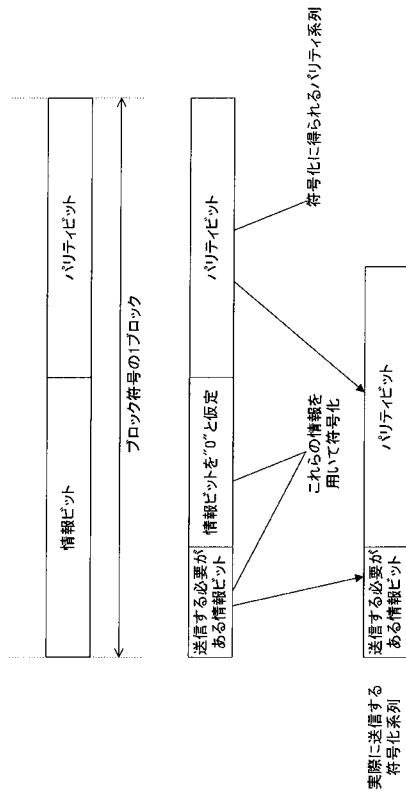 情報ビット
パリティビット
ブロック符号の1ブロック
送信する必要が
ある情報ビット
情報ビットを"0"と仮定
パリティビット
これらの情報を
用いて符号化
符号化に得られるパリティ系列
実際に送信する
符号化系列
送信する必要が
ある情報ビット
パリティビット